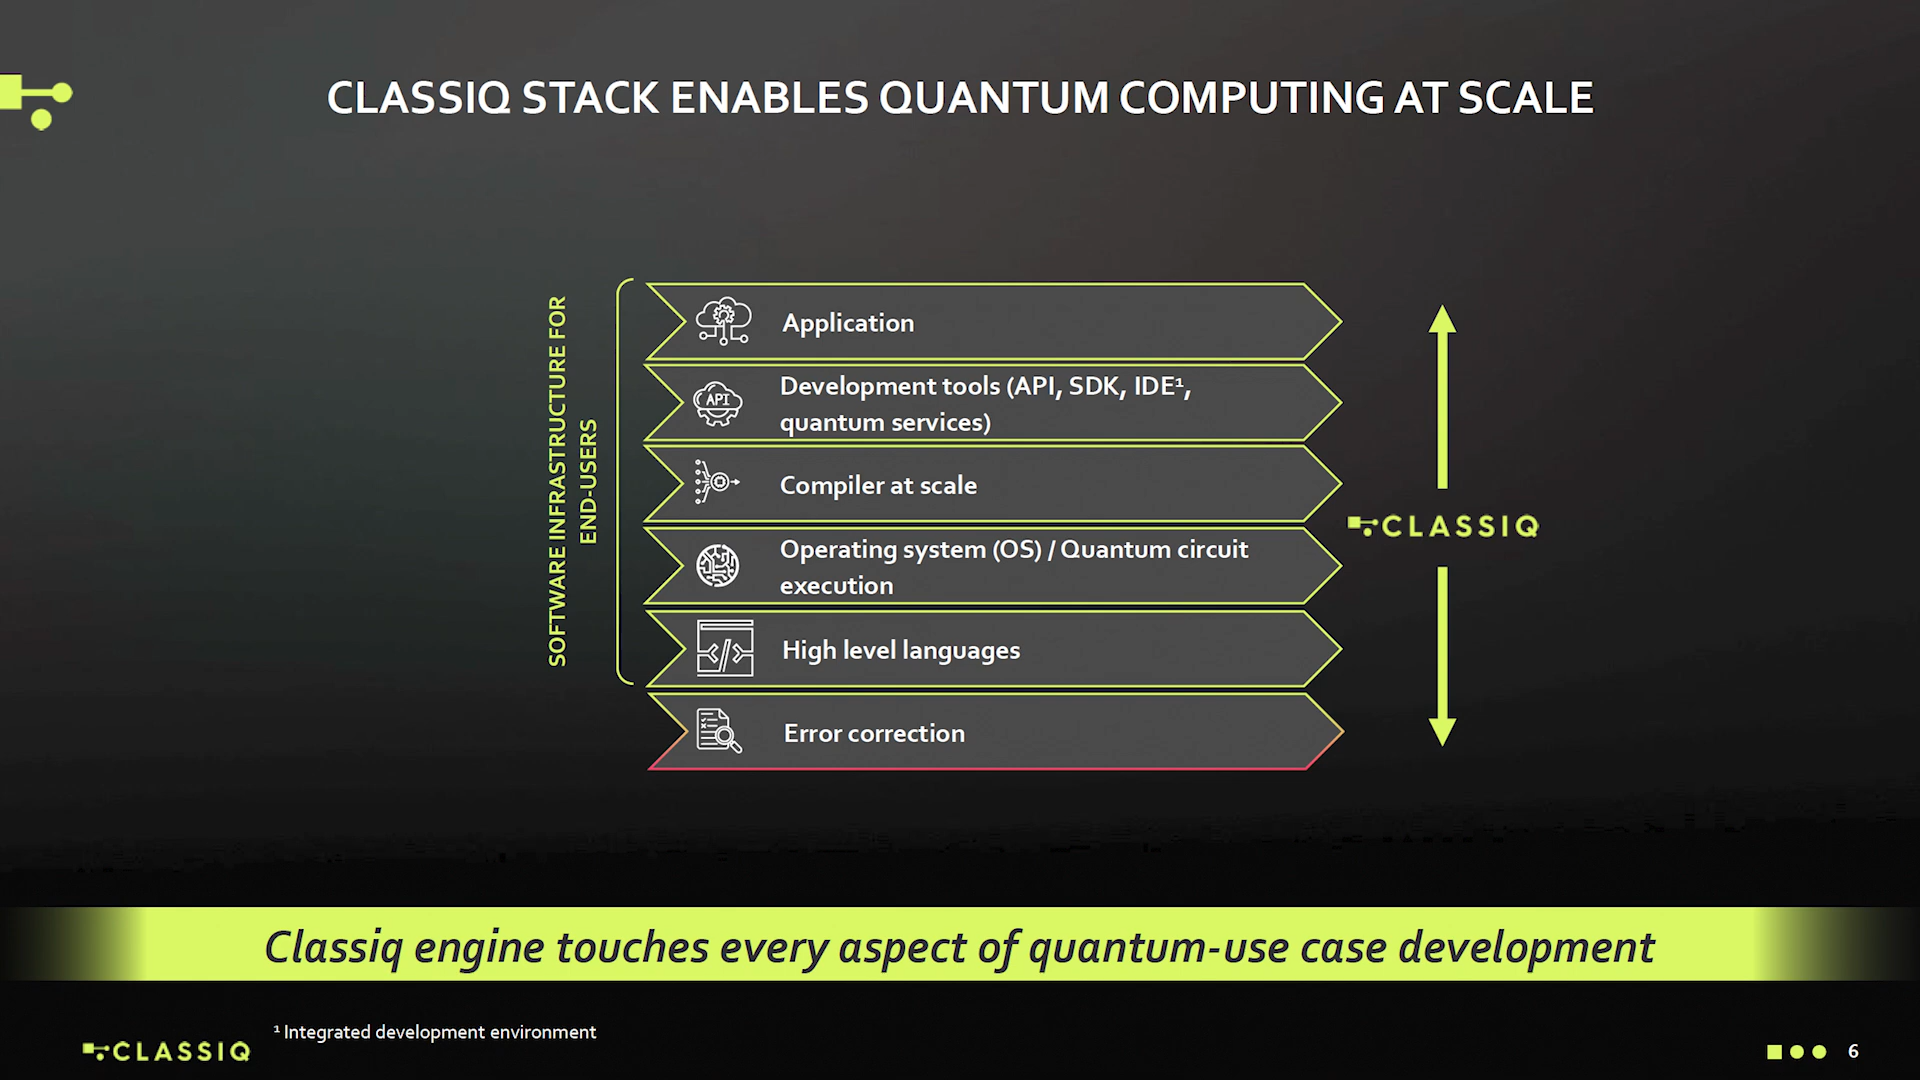 CLASSIQ STACK ENABLES QUANTUM COMPUTING AT SCALE
SOFTWARE INFRASTRUCTURE FOR
END-USERS
Application
API
Development tools (API, SDK, IDE¹,
quantum services)
Compiler at scale
Operating system (OS) / Quantum circuit
execution
High level languages
Error correction
CLASSIQ
Classiq engine touches every aspect of quantum-use case development
¹ Integrated development environment
CLASSIQ
6